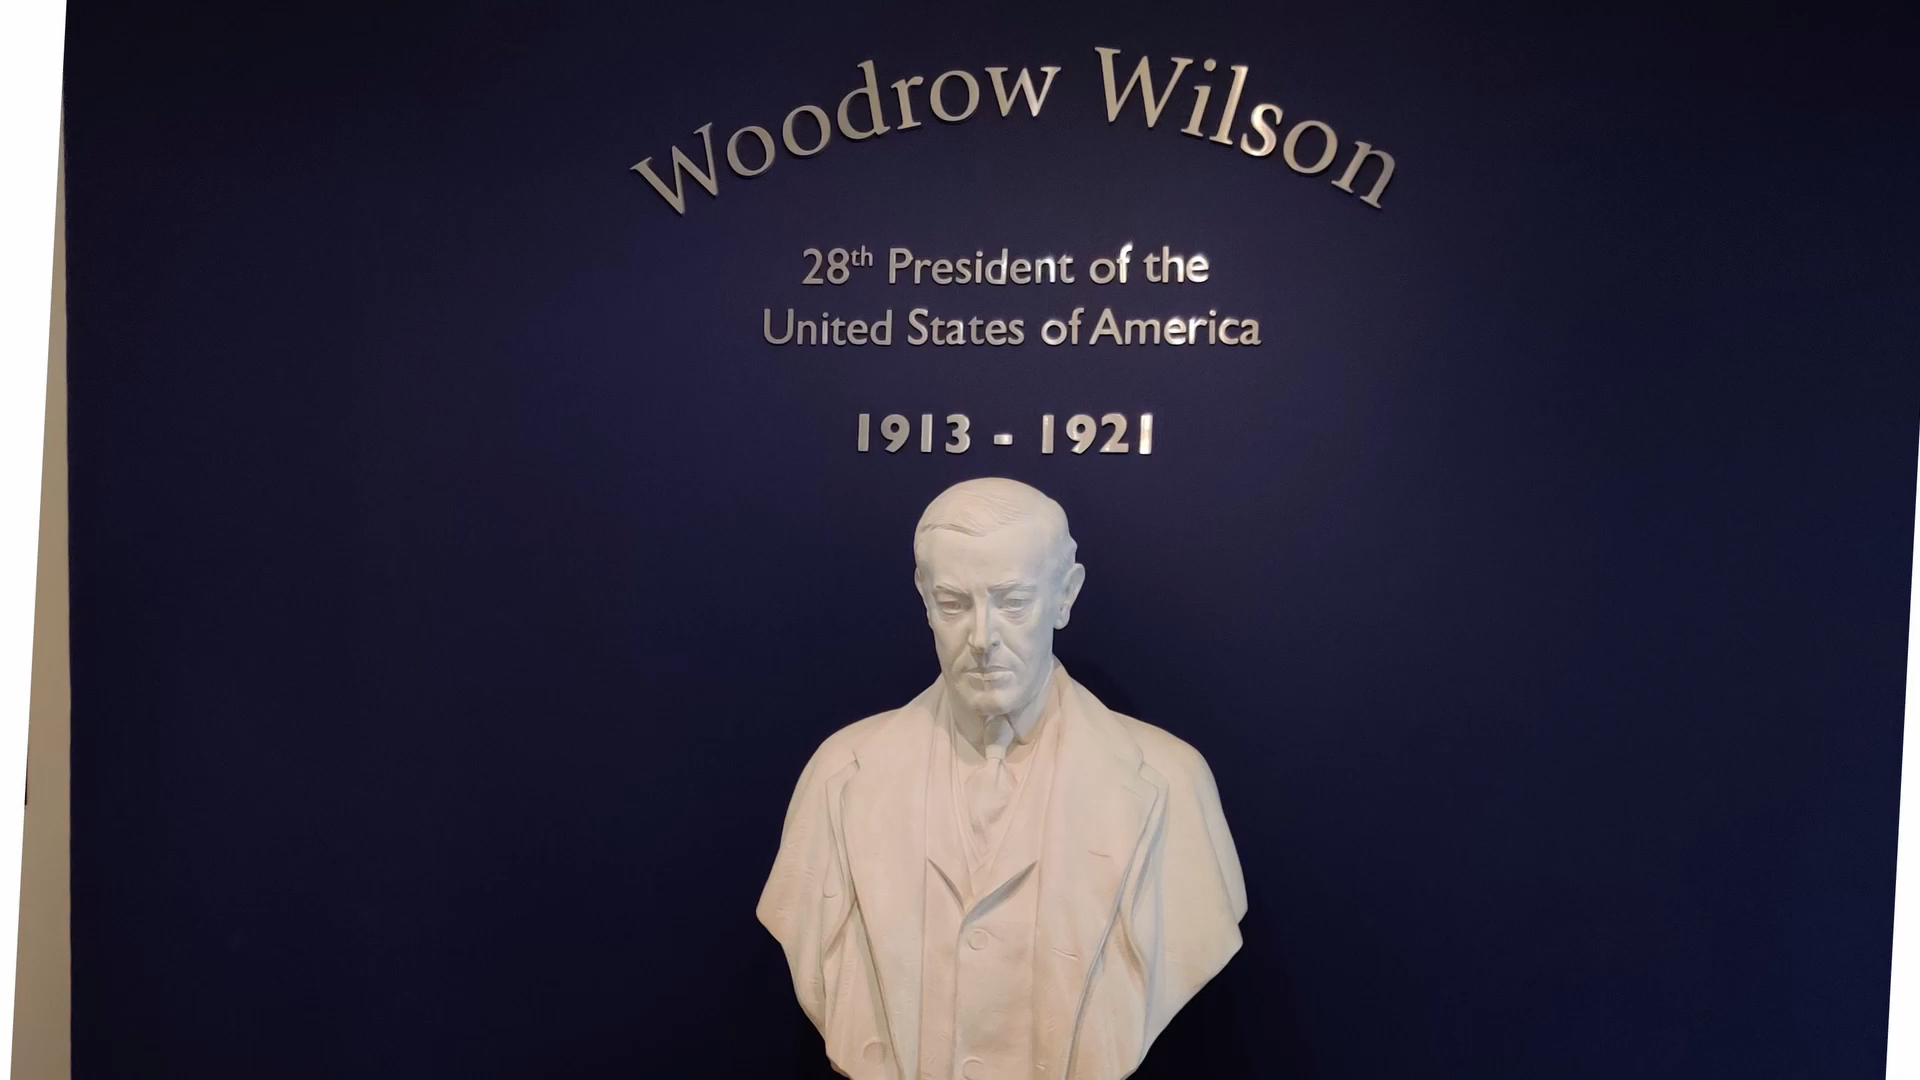 Woodrow Wilson
28th President of the
United States of America
1913 - 1921